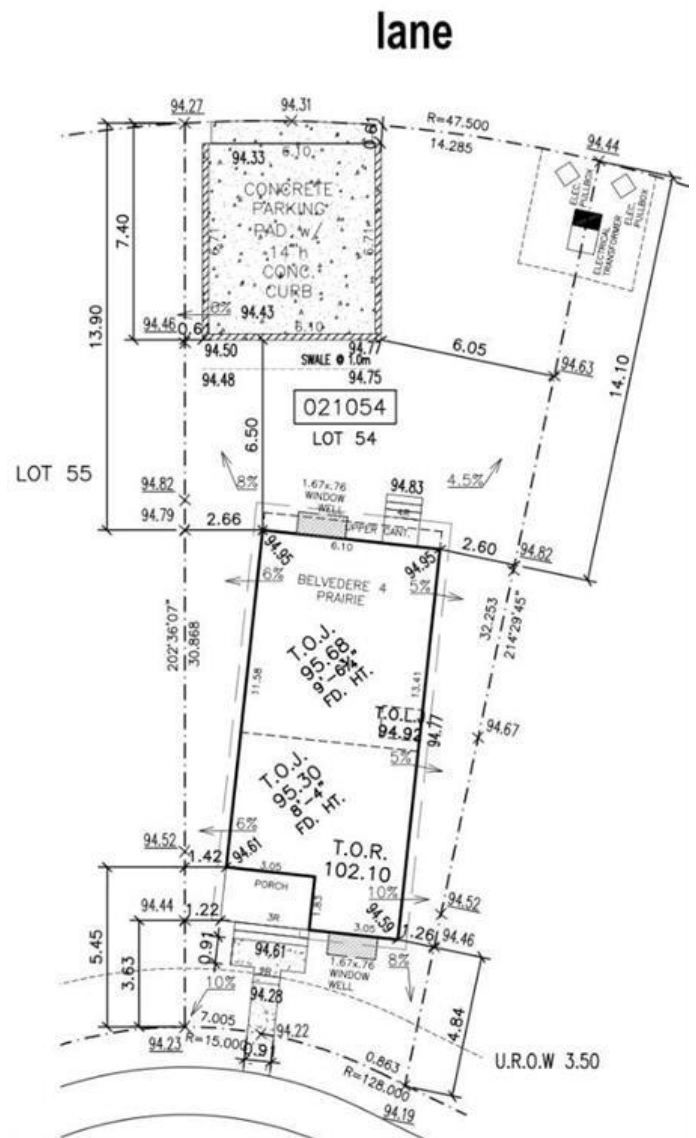 lane
94.27
94.31
0.61
R=47.500
14.285
94.44
94.33
6.10
CONCRETE
PARKING
PAD w/
14"h
CONC.
CURB
6.71
6.71
ELEC.
PULLBOX
ELEC.
PULLBOX
ELECTRICAL
TRANSFORMER
7.40
13.90
6%
94.43
94.46
0.61
6.10
94.50
94.77
SWALE @ 1.0m
94.48
94.75
6.05
94.63
14.10
021054
LOT 54
6.50
LOT 55
8%
1.67x.76
WINDOW
WELL
94.83
4R
4.5%
UPPER CANT.
94.82
94.79
2.66
94.95
6.10
94.95
2.60
94.82
6%
BELVEDERE 4
PRAIRIE
5%
202°36'07"
30.868
32.253
214°29'45"
T.O.J.
95.68
9'-6¼"
FD. HT.
11.58
13.41
94.77
94.92
94.67
5%
T.O.J.
95.30
8'-4"
FD. HT.
6%
94.52
1.42
94.61
3.05
T.O.R.
102.10
PORCH
1.83
10%
94.52
94.44
1.22
3R
3.05
94.59
1.26
94.46
5.45
3.63
0.91
94.61
1.67x.76
WINDOW
WELL
8%
2R
94.28
10%
4.84
7.005
94.22
94.23
R=15.000
0.91
U.R.O.W 3.50
0.863
R=128.000
94.19